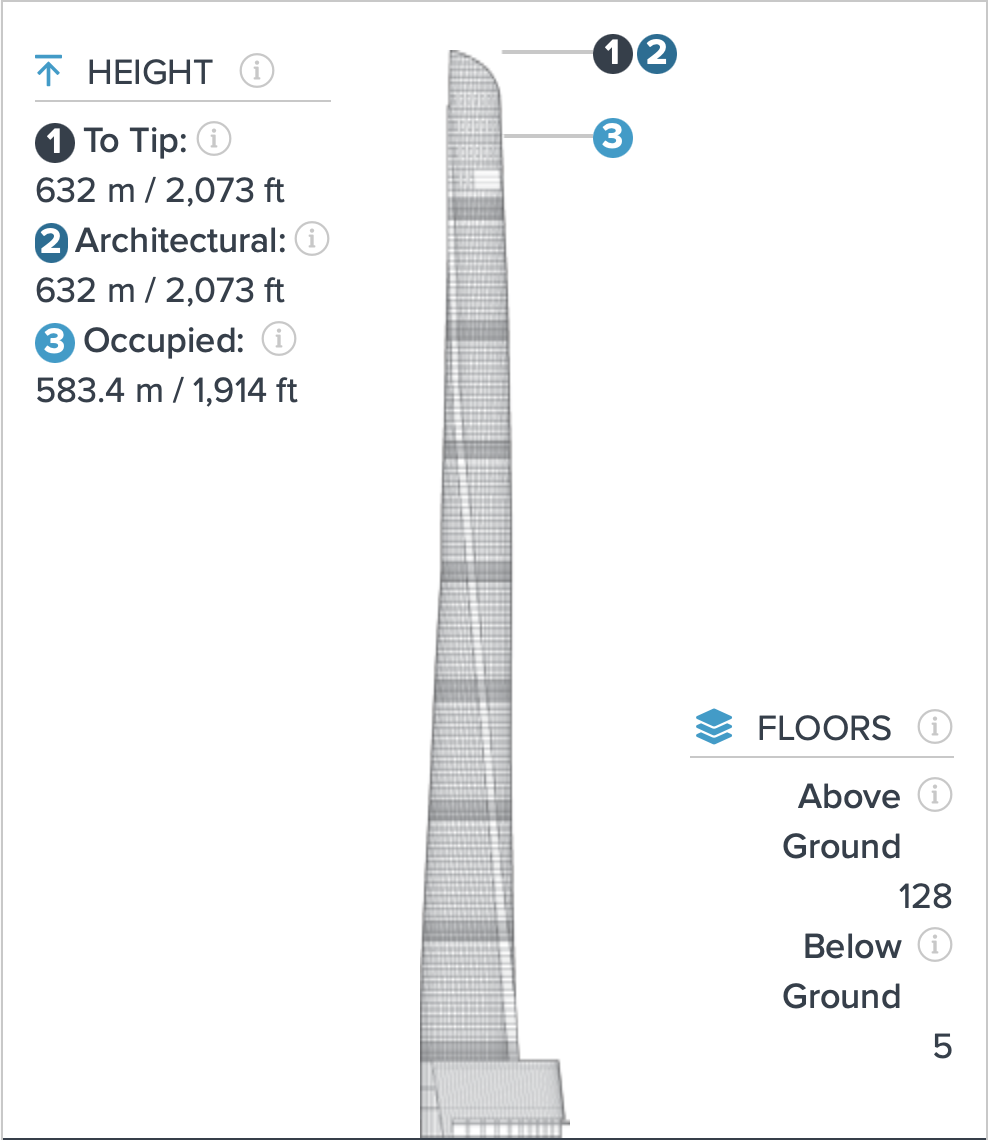 HEIGHT i
1 To Tip: i
632 m / 2,073 ft
2 Architectural: i
632 m / 2,073 ft
3 Occupied: i
583.4 m / 1,914 ft
1 2
3
FLOORS i
Above i
Ground
128
Below i
Ground
5